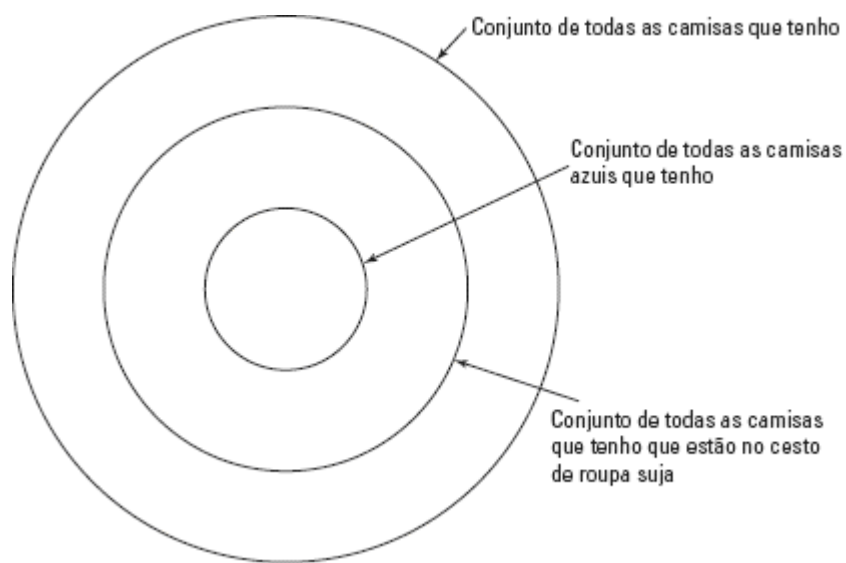 Conjunto de todas as camisas que tenho
Conjunto de todas as camisas
azuis que tenho
Conjunto de todas as camisas
que tenho que estão no cesto
de roupa suja